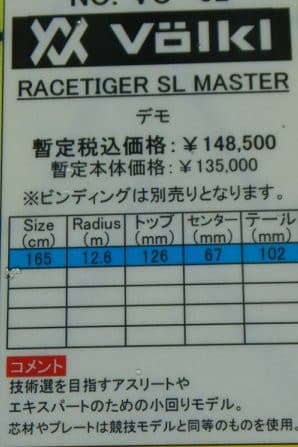 Völkl
RACETIGER SL MASTER
デモ
暫定税込価格:￥148,500
暫定本体価格:￥135,000
※ビンディングは別売りとなります。
Size (cm) Radius (m) トップ (mm) センター (mm) テール (mm)
165 12.6 126 67 102
コメント
技術選を目指すアスリートや
エキスパートのための小回りモデル。
芯材やプレートは競技モデルと同等のものを使用。